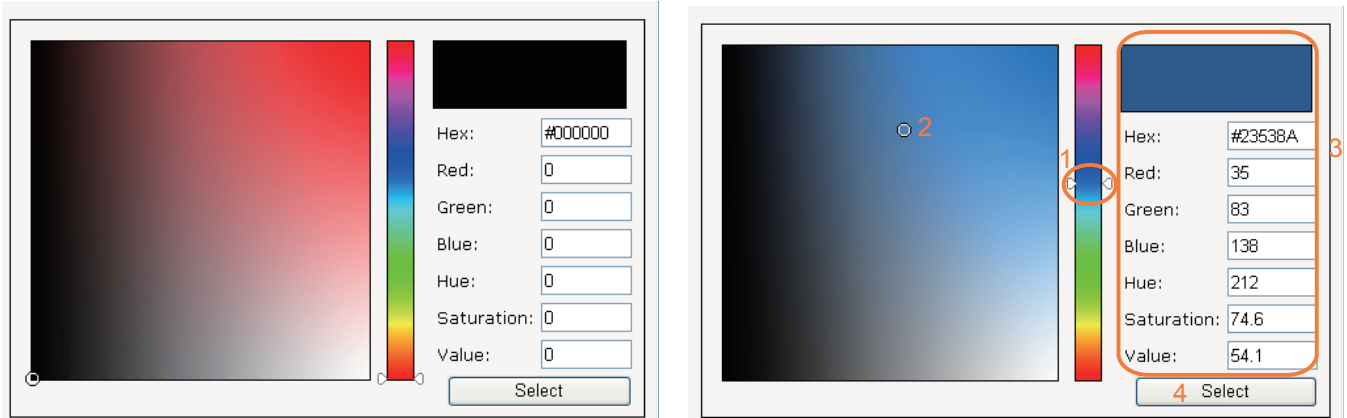 Hex: #000000
Red: 0
Green: 0
Blue: 0
Hue: 0
Saturation: 0
Value: 0
Select
2
1
3
Hex: #23538A
Red: 35
Green: 83
Blue: 138
Hue: 212
Saturation: 74.6
Value: 54.1
4 Select